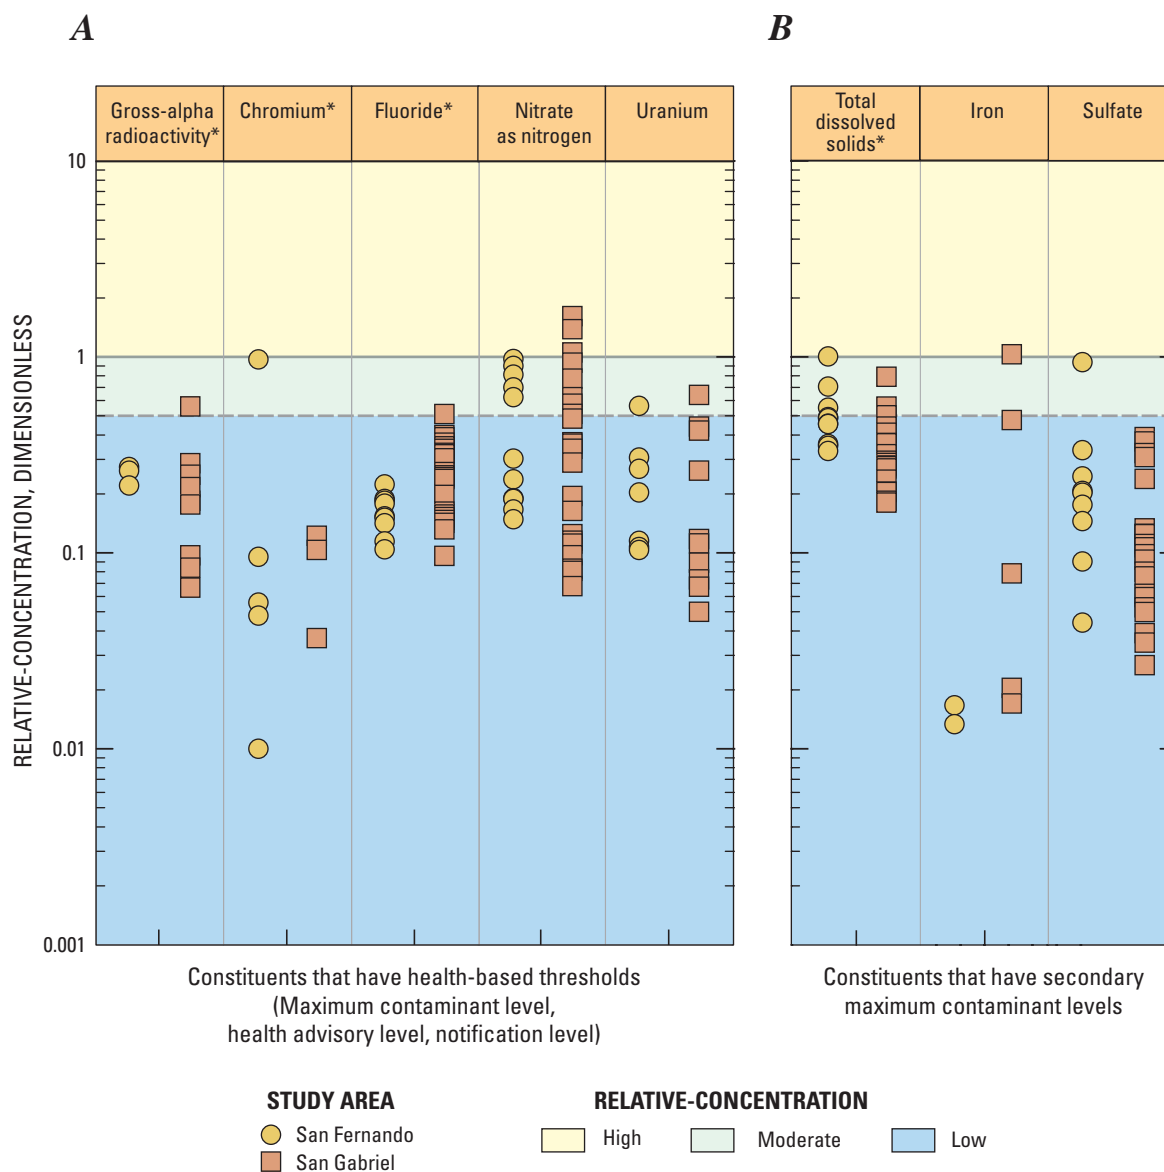 A
B
Gross-alpha
radioactivity*
Chromium*
Fluoride*
Nitrate
as nitrogen
Uranium
Total
dissolved
solids*
Iron
Sulfate
RELATIVE-CONCENTRATION, DIMENSIONLESS
10
1
0.1
0.01
0.001
Constituents that have health-based thresholds
(Maximum contaminant level,
health advisory level, notification level)
Constituents that have secondary
maximum contaminant levels
STUDY AREA
San Fernando
San Gabriel
RELATIVE-CONCENTRATION
High
Moderate
Low